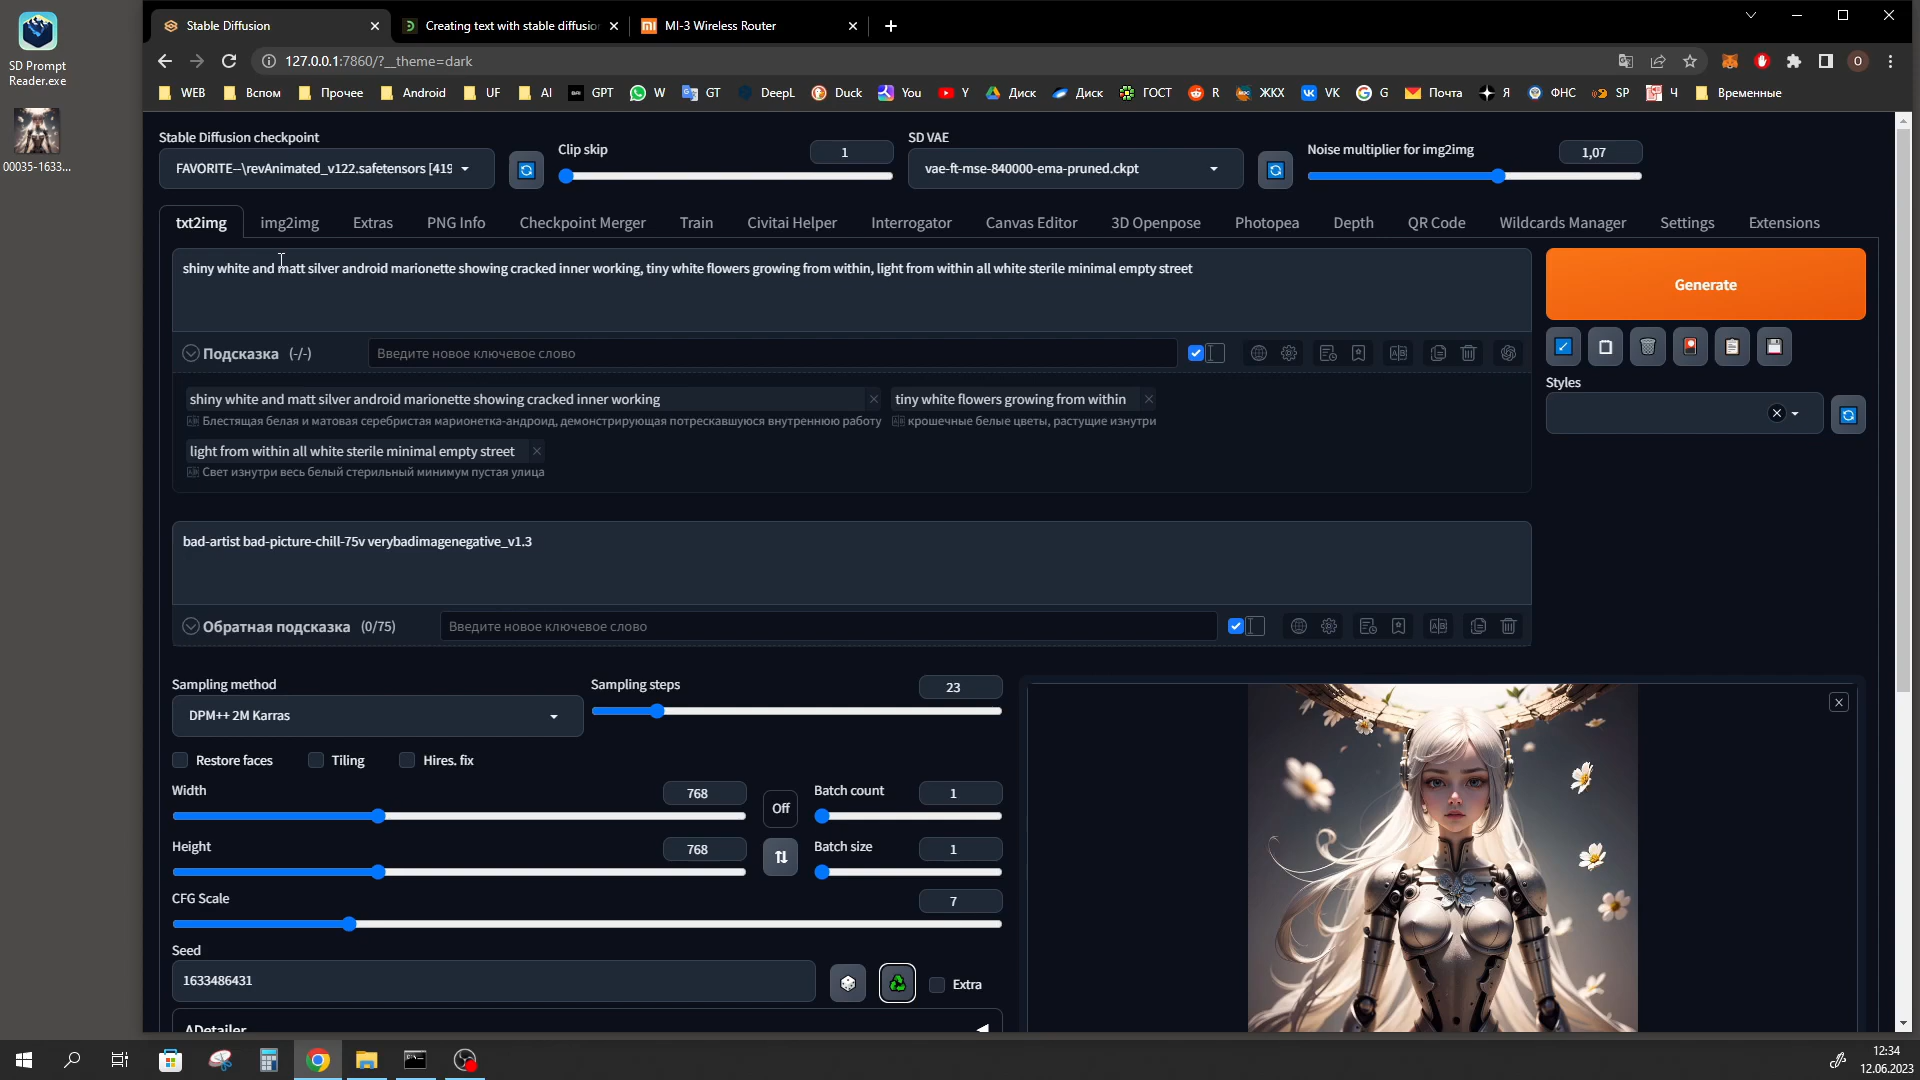 SD Prompt
Reader.exe
00035-1633...
Stable Diffusion
Creating text with stable diffusion
MI-3 Wireless Router
127.0.0.1:7860/?__theme=dark
O
WEB
Вспом
Прочее
Android
UF
AI
GPT
W
GT
DeepL
Duck
You
Y
Диск
Диск
ГОСТ
R
ЖКХ
VK
G
Почта
Я
ФНС
SP
Ч
Временные
Stable Diffusion checkpoint
FAVORITE--\revAnimated_v122.safetensors [419
Clip skip
1
SD VAE
vae-ft-mse-840000-ema-pruned.ckpt
Noise multiplier for img2img
1,07
txt2img
img2img
Extras
PNG Info
Checkpoint Merger
Train
Civitai Helper
Interrogator
Canvas Editor
3D Openpose
Photopea
Depth
QR Code
Wildcards Manager
Settings
Extensions
shiny white and matt silver android marionette showing cracked inner working, tiny white flowers growing from within, light from within all white sterile minimal empty street
Generate
Подсказка (-/-)
Введите новое ключевое слово
Styles
shiny white and matt silver android marionette showing cracked inner working
tiny white flowers growing from within
Блестящая белая и матовая серебристая марионетка-андроид, демонстрирующая потрескавшуюся внутреннюю работу
крошечные белые цветы, растущие изнутри
light from within all white sterile minimal empty street
Свет изнутри весь белый стерильный минимум пустая улица
bad-artist bad-picture-chill-75v verybadimagenegative_v1.3
Обратная подсказка (0/75)
Введите новое ключевое слово
Sampling method
DPM++ 2M Karras
Sampling steps
23
Restore faces
Tiling
Hires. fix
Width
768
Off
Batch count
1
Height
768
Batch size
1
CFG Scale
7
Seed
1633486431
Extra
ADetailer
12:34
12.06.2023